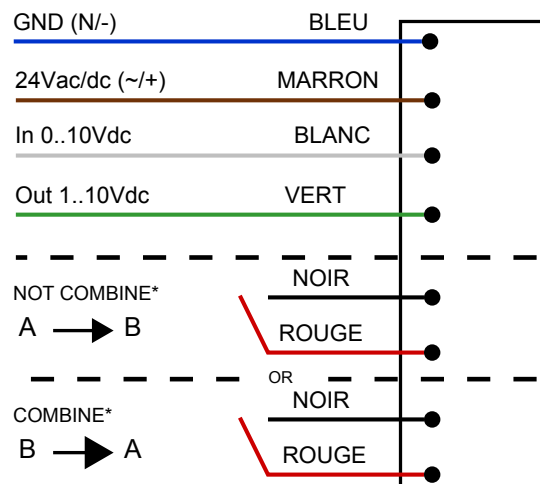 GND (N/-) BLEU
24Vac/dc (~/+) MARRON
In 0..10Vdc BLANC
Out 1..10Vdc VERT
NOIR
NOT COMBINE*
A B ROUGE
OR
NOIR
COMBINE*
B A ROUGE